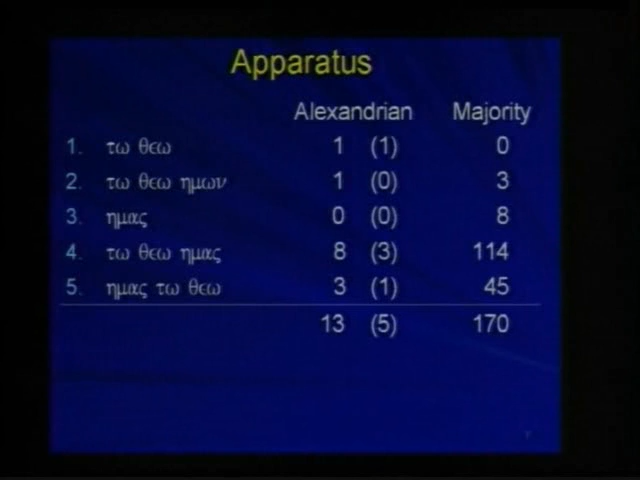 Apparatus
Alexandrian Majority
1. τω θεω 1 (1) 0
2. τω θεω ημων 1 (0) 3
3. ημας 0 (0) 8
4. τω θεω ημας 8 (3) 114
5. ημας τω θεω 3 (1) 45
13 (5) 170